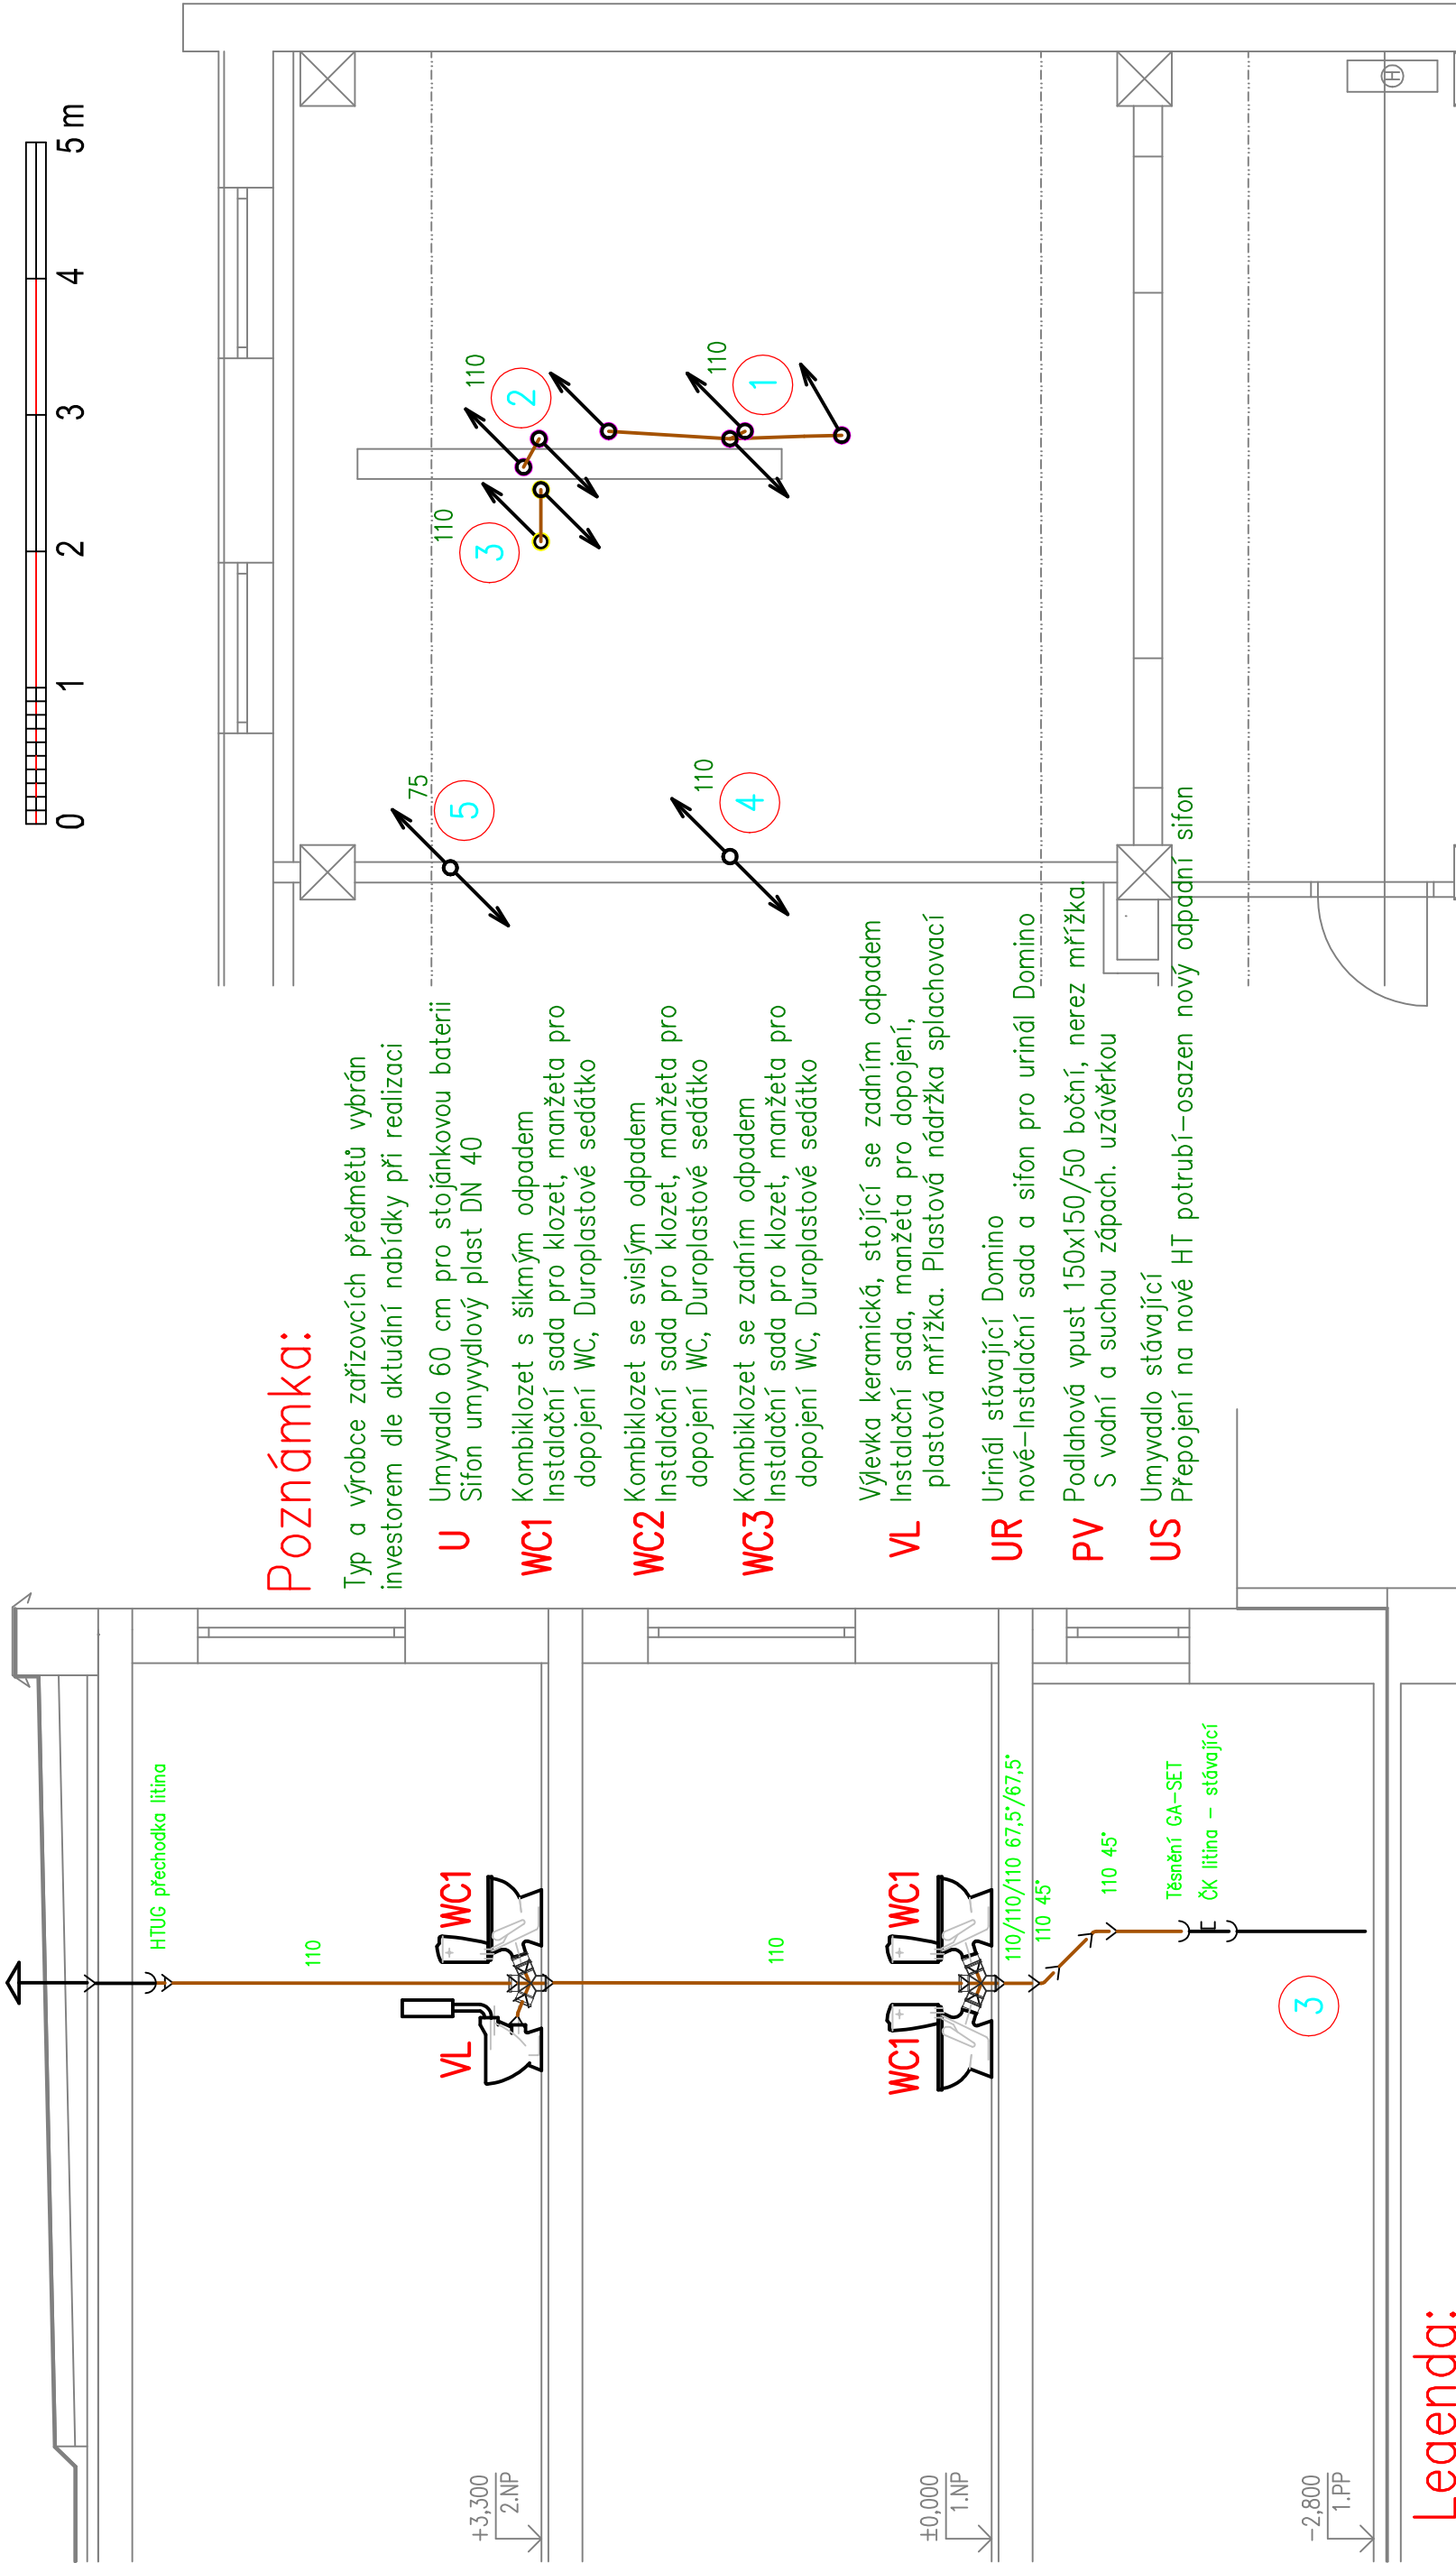 HTUG přechodka litina
110
WC1
VL
110
WC1
WC1
110/110/110 67,5°/67,5°
110 45°
110 45°
Těsnění GA-SET
ČK litina - stávající
3
+3,300
2.NP
±0,000
1.NP
-2,800
1.PP
Legenda:
Poznámka:
Typ a výrobce zařizovcích předmětů vybrán
investorem dle aktuální nabídky při realizaci
U
Umyvadlo 60 cm pro stojánkovou baterii
Sifon umyvydlový plast DN 40
WC1
Kombiklozet s šikmým odpadem
Instalační sada pro klozet, manžeta pro
dopojení WC, Duroplastové sedátko
WC2
Kombiklozet se svislým odpadem
Instalační sada pro klozet, manžeta pro
dopojení WC, Duroplastové sedátko
WC3
Kombiklozet se zadním odpadem
Instalační sada pro klozet, manžeta pro
dopojení WC, Duroplastové sedátko
VL
Výlevka keramická, stojící se zadním odpadem
Instalační sada, manžeta pro dopojení,
plastová mřížka. Plastová nádržka splachovací
UR
Urinál stávající Domino
nové-Instalační sada a sifon pro urinál Domino
PV
Podlahová vpust 150x150/50 boční, nerez mřížka.
S vodní a suchou zápach. uzávěrkou
US
Umyvadlo stávající
Přepojení na nové HT potrubí-osazen nový odpadní sifon
0 1 2 3 4 5 m
75
5
110
4
110
3
110
2
110
1
H